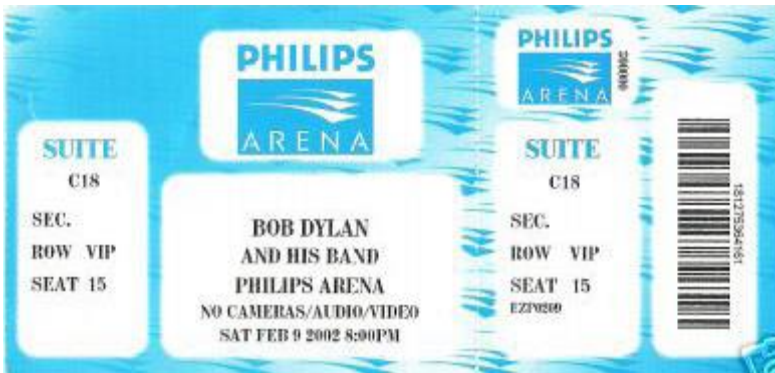 SUITE
C18
SEC.
ROW VIP
SEAT 15
PHILIPS
ARENA
BOB DYLAN
AND HIS BAND
PHILIPS ARENA
NO CAMERAS/AUDIO/VIDEO
SAT FEB 9 2002 8:00PM
PHILIPS
ARENA
SUITE
C18
SEC.
ROW VIP
SEAT 15
EZP0209